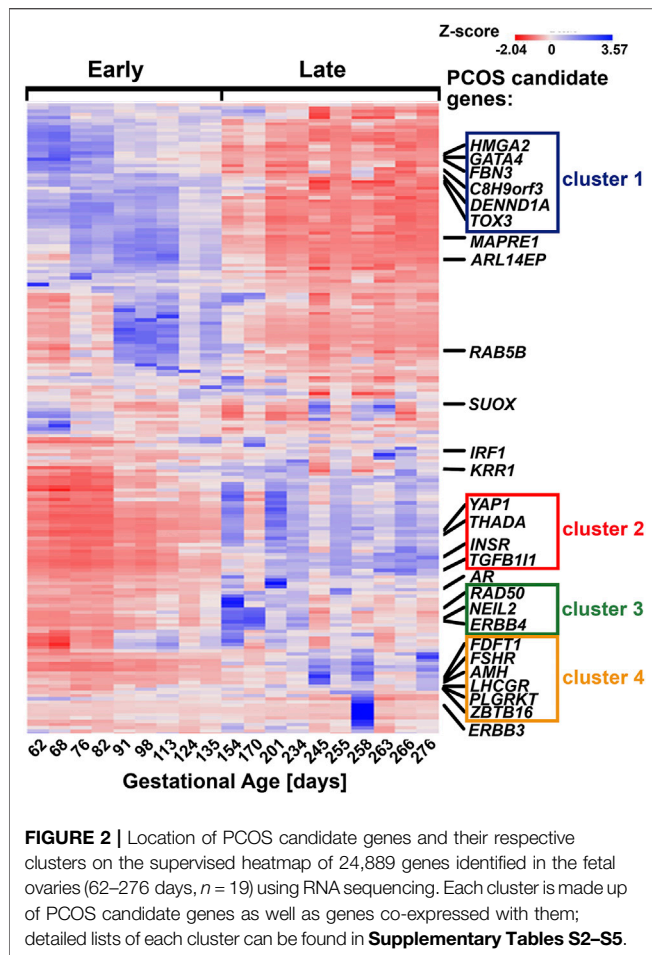 Z-score
-2.04 0 3.57
Early Late
PCOS candidate
genes:
HMGA2
GATA4
FBN3
C8H9orf3
DENND1A
TOX3
cluster 1
MAPRE1
ARL14EP
RAB5B
SUOX
IRF1
KRR1
YAP1
THADA
INSR
TGFB1I1
cluster 2
AR
RAD50
NEIL2
ERBB4
cluster 3
FDFT1
FSHR
AMH
LHCGR
PLGRKT
ZBTB16
cluster 4
ERBB3
62 68 76 82 91 98 113 124 135 154 170 201 234 245 255 258 263 266 276
Gestational Age [days]
FIGURE 2 | Location of PCOS candidate genes and their respective
clusters on the supervised heatmap of 24,889 genes identified in the fetal
ovaries (62–276 days, n = 19) using RNA sequencing. Each cluster is made up
of PCOS candidate genes as well as genes co-expressed with them;
detailed lists of each cluster can be found in Supplementary Tables S2–S5.